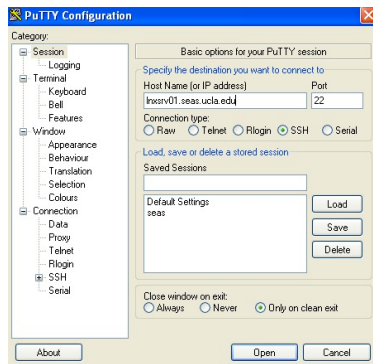 PuTTY Configuration
Category:
Session
Logging
Terminal
Keyboard
Bell
Features
Window
Appearance
Behaviour
Translation
Selection
Colours
Connection
Data
Proxy
Telnet
Rlogin
SSH
Serial
Basic options for your PuTTY session
Specify the destination you want to connect to
Host Name (or IP address) Port
lnxsrv01.seas.ucla.edu 22
Connection type:
Raw Telnet Rlogin SSH Serial
Load, save or delete a stored session
Saved Sessions
Default Settings
seas
Load
Save
Delete
Close window on exit:
Always Never Only on clean exit
About Open Cancel